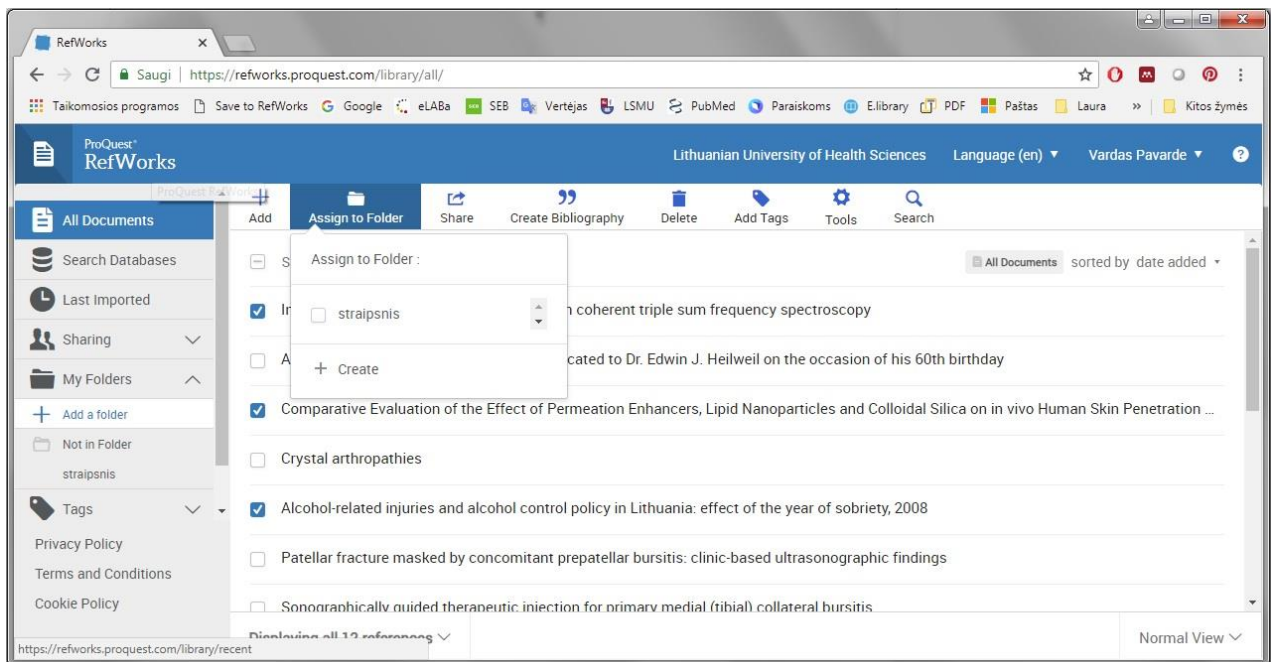 RefWorks
Saugi | https://refworks.proquest.com/library/all/
Taikomosios programos Save to RefWorks Google eLABa SEB Vertėjas LSMU PubMed Paraiskoms E.library PDF Paštas Laura » Kitos žymės
ProQuest®
RefWorks
Lithuanian University of Health Sciences Language (en) Vardas Pavarde ?
ProQuest RefWorks
Add Assign to Folder Share Create Bibliography Delete Add Tags Tools Search
All Documents
Search Databases
Last Imported
Sharing
My Folders
Add a folder
Not in Folder
straipsnis
Tags
Privacy Policy
Terms and Conditions
Cookie Policy
Assign to Folder :
straipsnis
+ Create
All Documents sorted by date added
coherent triple sum frequency spectroscopy
to Dr. Edwin J. Heilweil on the occasion of his 60th birthday
Comparative Evaluation of the Effect of Permeation Enhancers, Lipid Nanoparticles and Colloidal Silica on in vivo Human Skin Penetration ...
Crystal arthropathies
Alcohol-related injuries and alcohol control policy in Lithuania: effect of the year of sobriety, 2008
Patellar fracture masked by concomitant prepatellar bursitis: clinic-based ultrasonographic findings
Sonographically guided therapeutic injection for primary medial (tibial) collateral bursitis
Displaying all 12 references
Normal View
https://refworks.proquest.com/library/recent